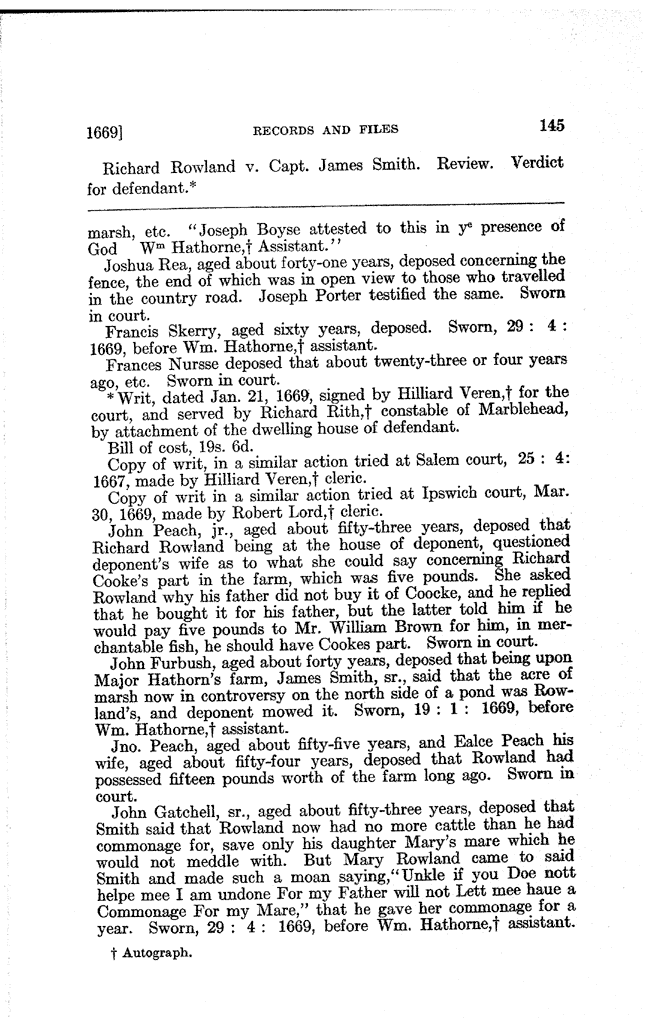 1669] RECORDS AND FILES 145
Richard Rowland v. Capt. James Smith. Review. Verdict
for defendant.*
marsh, etc. "Joseph Boyse attested to this in yᵉ presence of
God Wᵐ Hathorne,† Assistant."
Joshua Rea, aged about forty-one years, deposed concerning the
fence, the end of which was in open view to those who travelled
in the country road. Joseph Porter testified the same. Sworn
in court.
Francis Skerry, aged sixty years, deposed. Sworn, 29 : 4 :
1669, before Wm. Hathorne,† assistant.
Frances Nursse deposed that about twenty-three or four years
ago, etc. Sworn in court.
*Writ, dated Jan. 21, 1669, signed by Hilliard Veren,† for the
court, and served by Richard Rith,† constable of Marblehead,
by attachment of the dwelling house of defendant.
Bill of cost, 19s. 6d.
Copy of writ, in a similar action tried at Salem court, 25 : 4:
1667, made by Hilliard Veren,† cleric.
Copy of writ in a similar action tried at Ipswich court, Mar.
30, 1669, made by Robert Lord,† cleric.
John Peach, jr., aged about fifty-three years, deposed that
Richard Rowland being at the house of deponent, questioned
deponent's wife as to what she could say concerning Richard
Cooke's part in the farm, which was five pounds. She asked
Rowland why his father did not buy it of Coocke, and he replied
that he bought it for his father, but the latter told him if he
would pay five pounds to Mr. William Brown for him, in mer-
chantable fish, he should have Cookes part. Sworn in court.
John Furbush, aged about forty years, deposed that being upon
Major Hathorn's farm, James Smith, sr., said that the acre of
marsh now in controversy on the north side of a pond was Row-
land's, and deponent mowed it. Sworn, 19 : 1 : 1669, before
Wm. Hathorne,† assistant.
Jno. Peach, aged about fifty-five years, and Ealce Peach his
wife, aged about fifty-four years, deposed that Rowland had
possessed fifteen pounds worth of the farm long ago. Sworn in
court.
John Gatchell, sr., aged about fifty-three years, deposed that
Smith said that Rowland now had no more cattle than he had
commonage for, save only his daughter Mary's mare which he
would not meddle with. But Mary Rowland came to said
Smith and made such a moan saying,"Unkle if you Doe nott
helpe mee I am undone For my Father will not Lett mee haue a
Commonage For my Mare," that he gave her commonage for a
year. Sworn, 29 : 4 : 1669, before Wm. Hathorne,† assistant.
† Autograph.